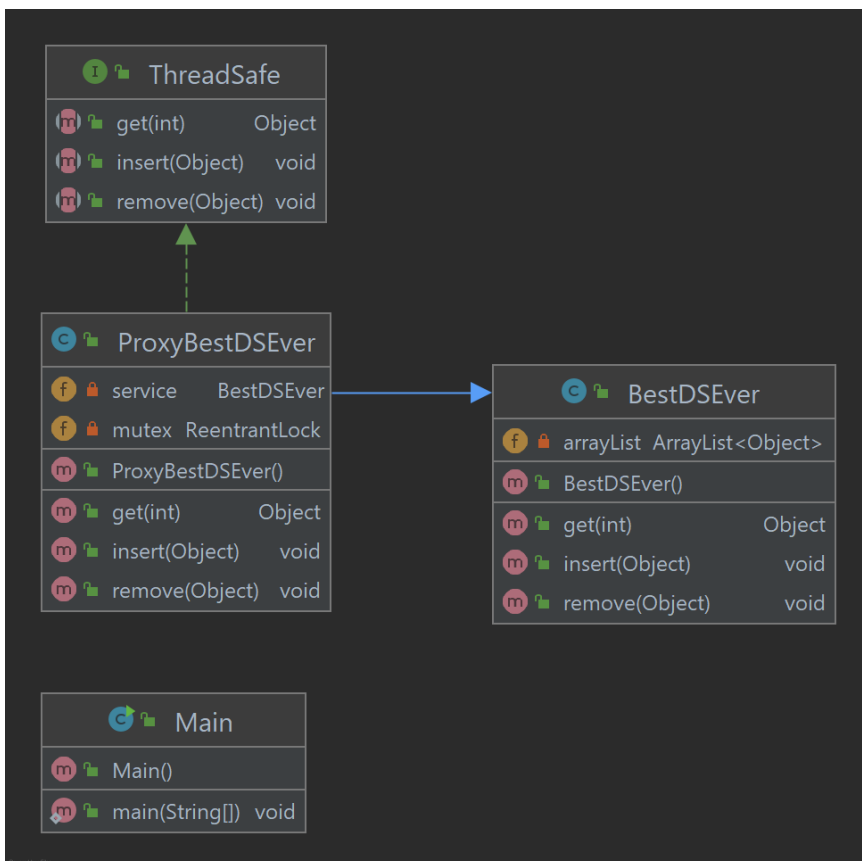 ThreadSafe
get(int) Object
insert(Object) void
remove(Object) void
ProxyBestDSEver
service BestDSEver
mutex ReentrantLock
ProxyBestDSEver()
get(int) Object
insert(Object) void
remove(Object) void
BestDSEver
arrayList ArrayList<Object>
BestDSEver()
get(int) Object
insert(Object) void
remove(Object) void
Main
Main()
main(String[]) void